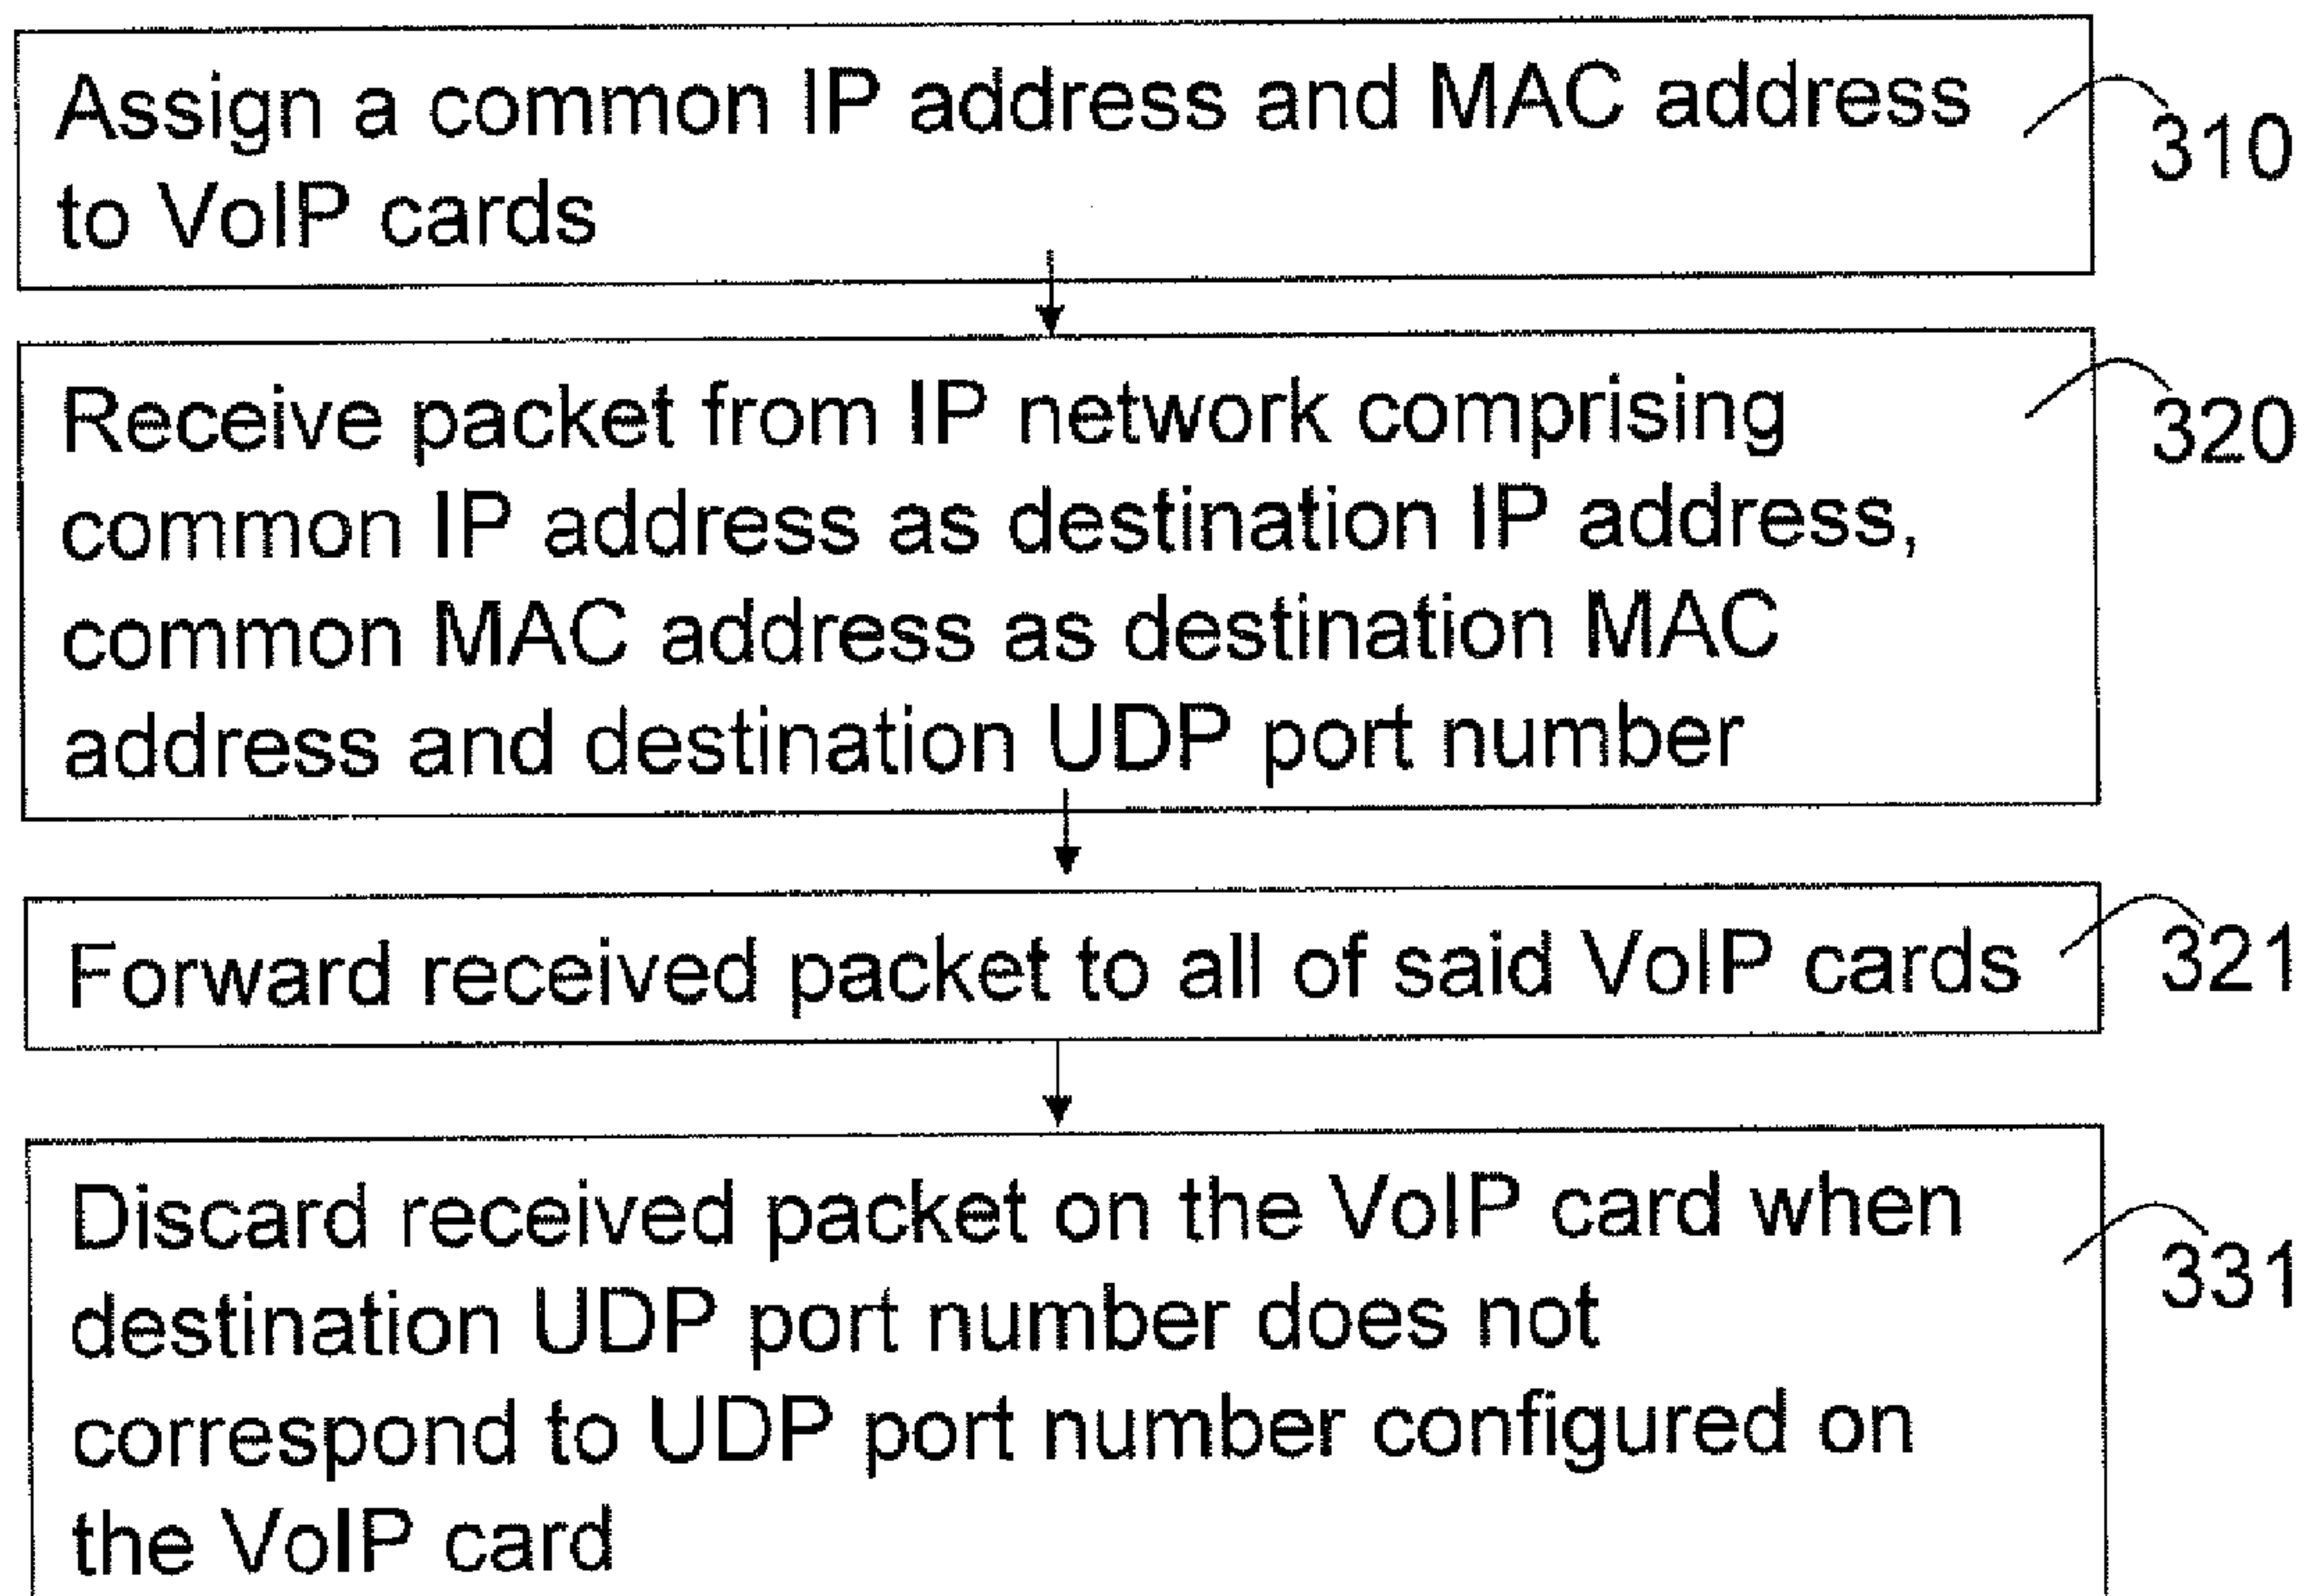 Assign a common IP address and MAC address
to VoIP cards
310
Receive packet from IP network comprising
common IP address as destination IP address,
common MAC address as destination MAC
address and destination UDP port number
320
Forward received packet to all of said VoIP cards
321
Discard received packet on the VoIP card when
destination UDP port number does not
correspond to UDP port number configured on
the VoIP card
331